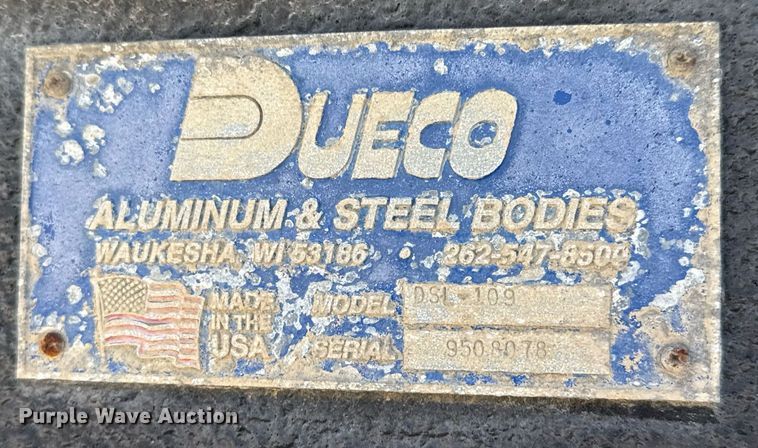 DUECO
ALUMINUM & STEEL BODIES
WAUKESHA, WI 53186 • 262-547-8500
MADE IN THE USA
MODEL DSL-109
SERIAL 9508078
Purple Wave Auction